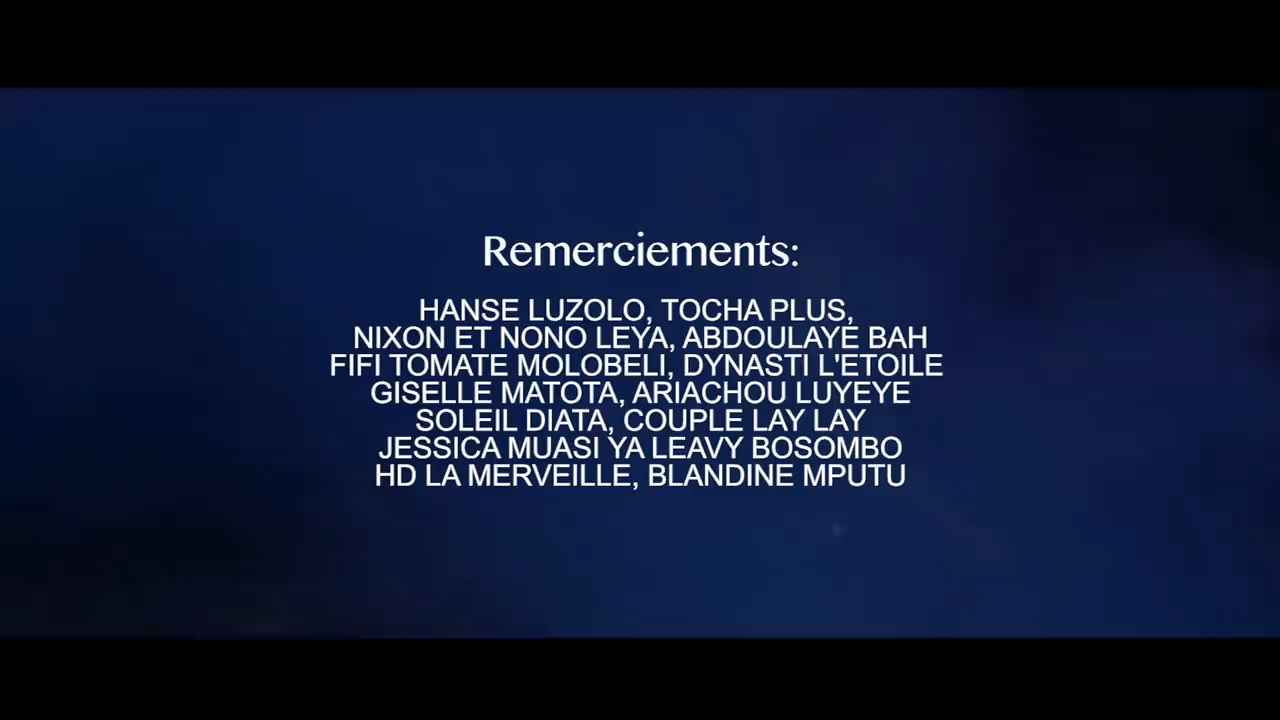 Remerciements:
HANSE LUZOLO, TOCHA PLUS,
NIXON ET NONO LEYA, ABDOULAYE BAH
FIFI TOMATE MOLOBELI, DYNASTI L'ETOILE
GISELLE MATOTA, ARIACHOU LUYEYE
SOLEIL DIATA, COUPLE LAY LAY
JESSICA MUASI YA LEAVY BOSOMBO
HD LA MERVEILLE, BLANDINE MPUTU